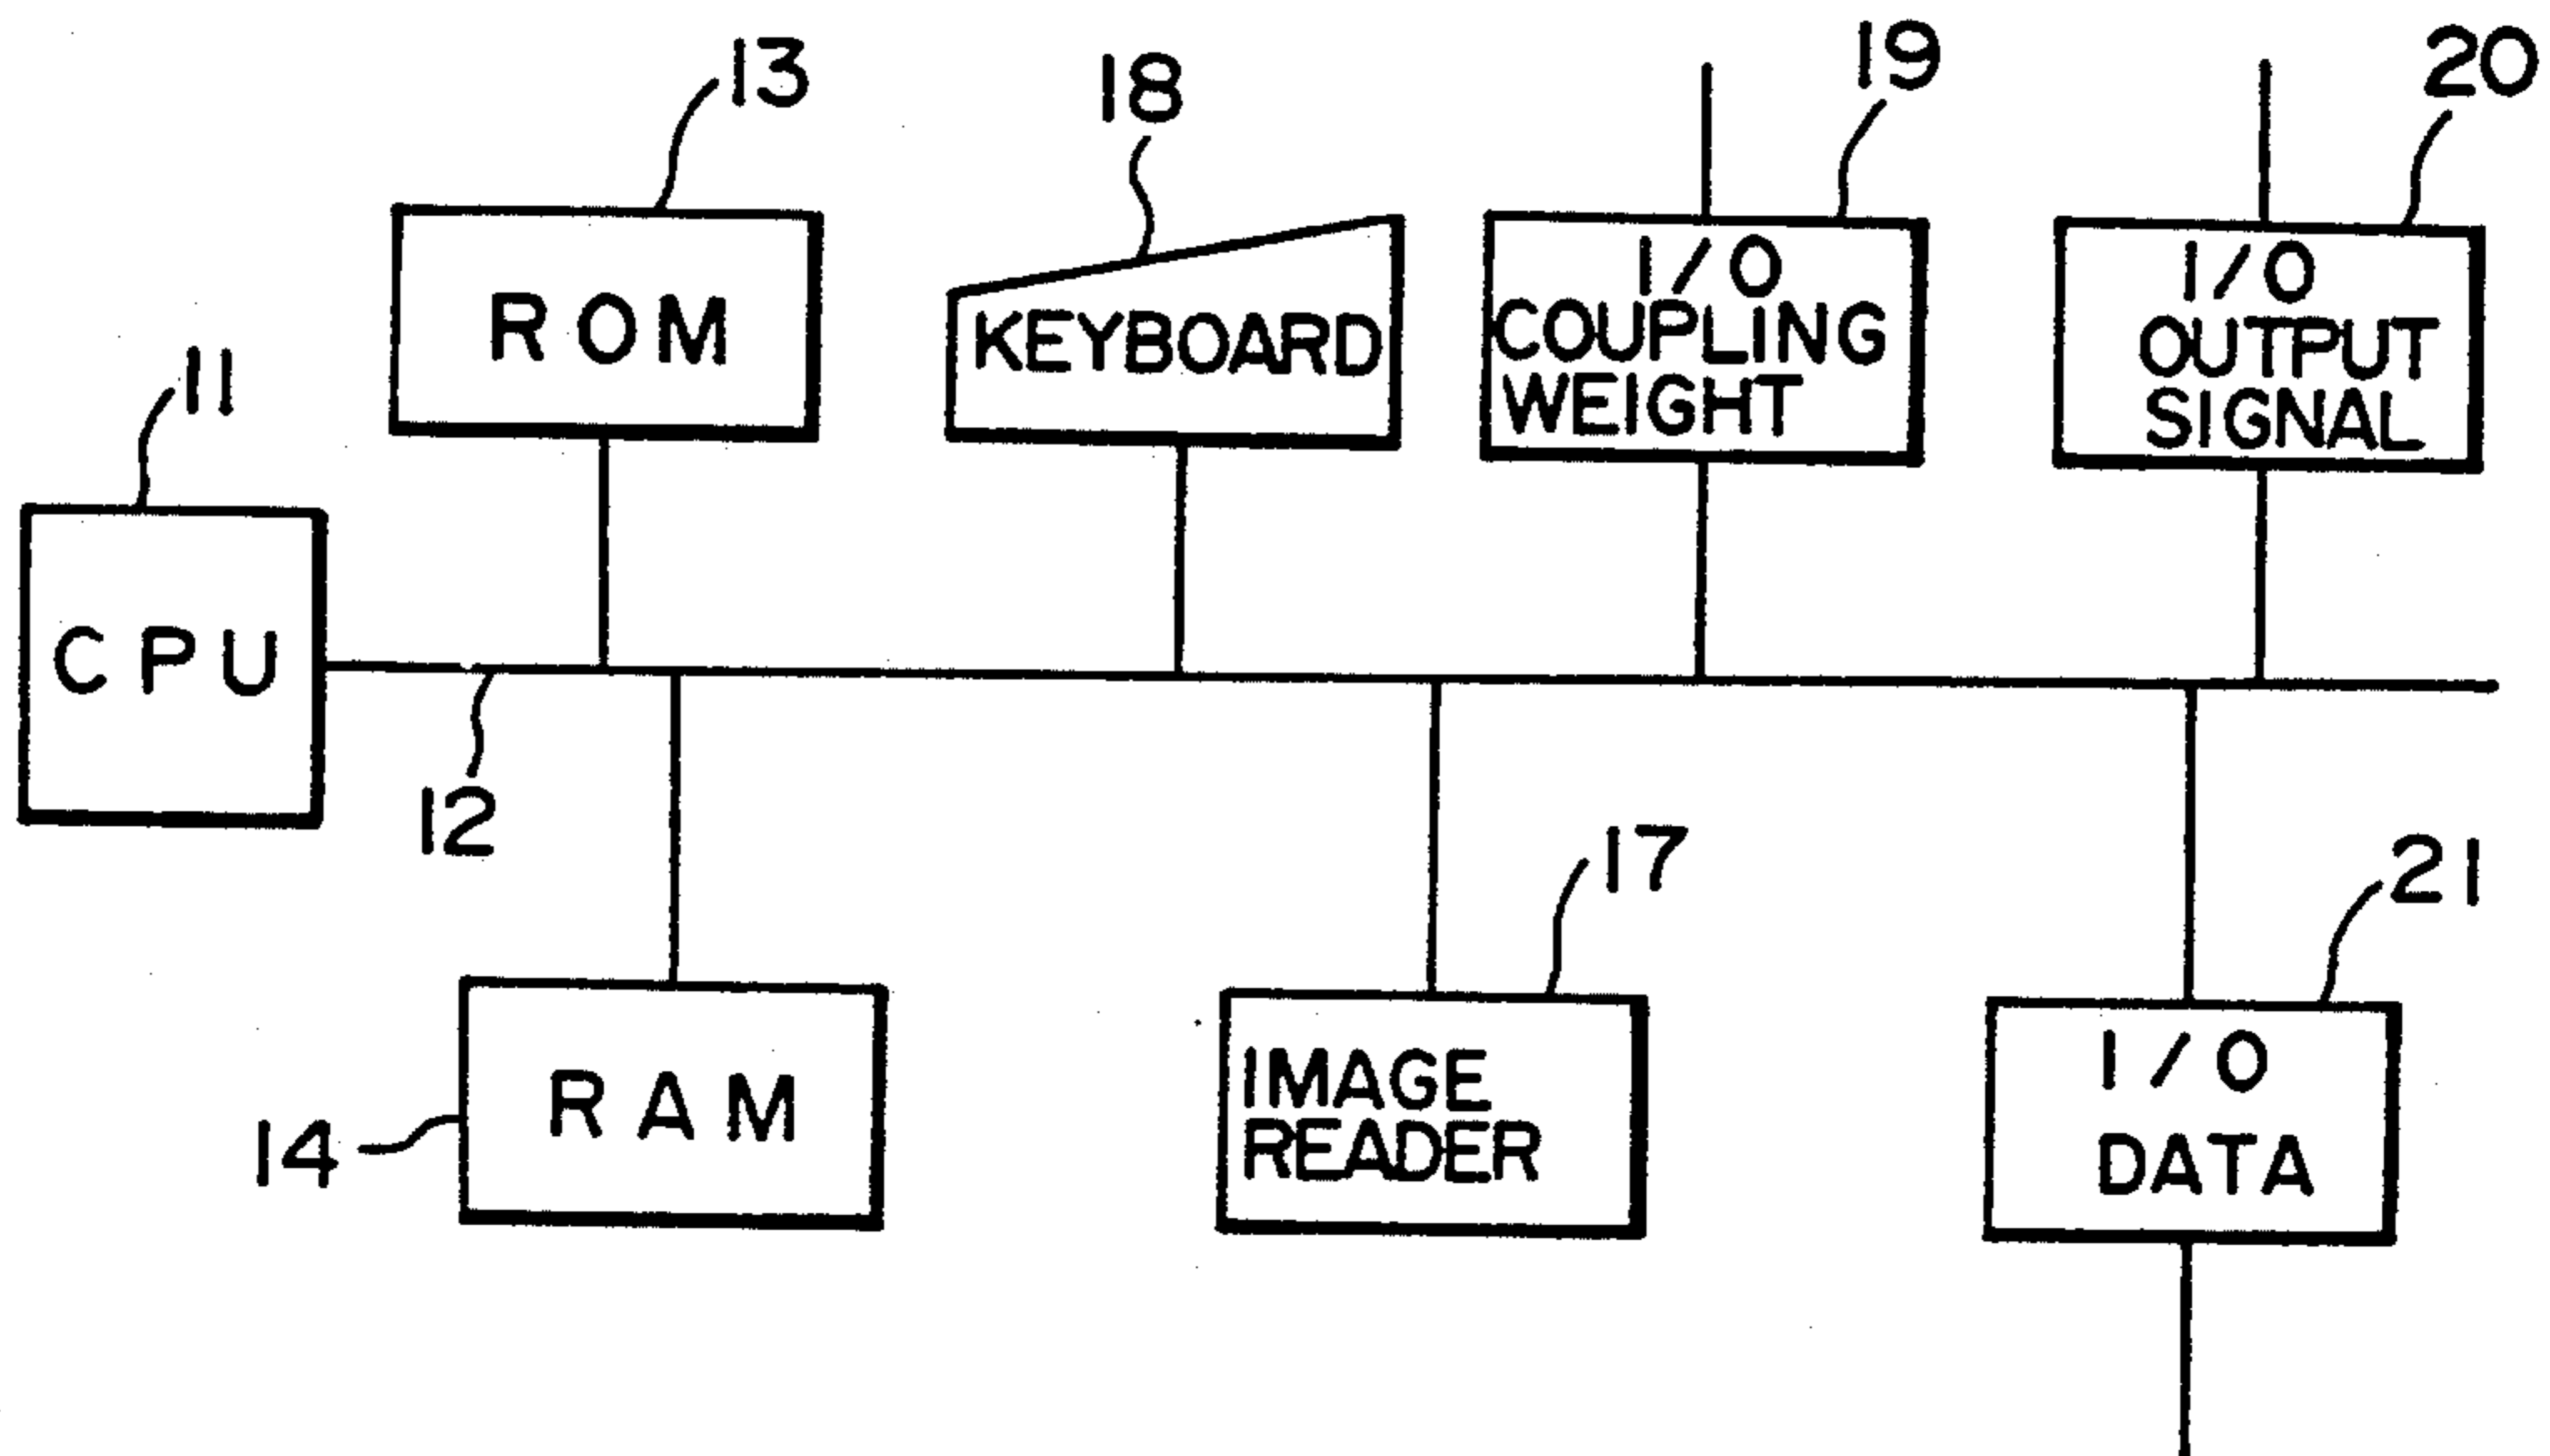 13
18
19
20
ROM
KEYBOARD
I/O
COUPLING
WEIGHT
I/O
OUTPUT
SIGNAL
11
CPU
12
17
21
14
RAM
IMAGE
READER
I/O
DATA